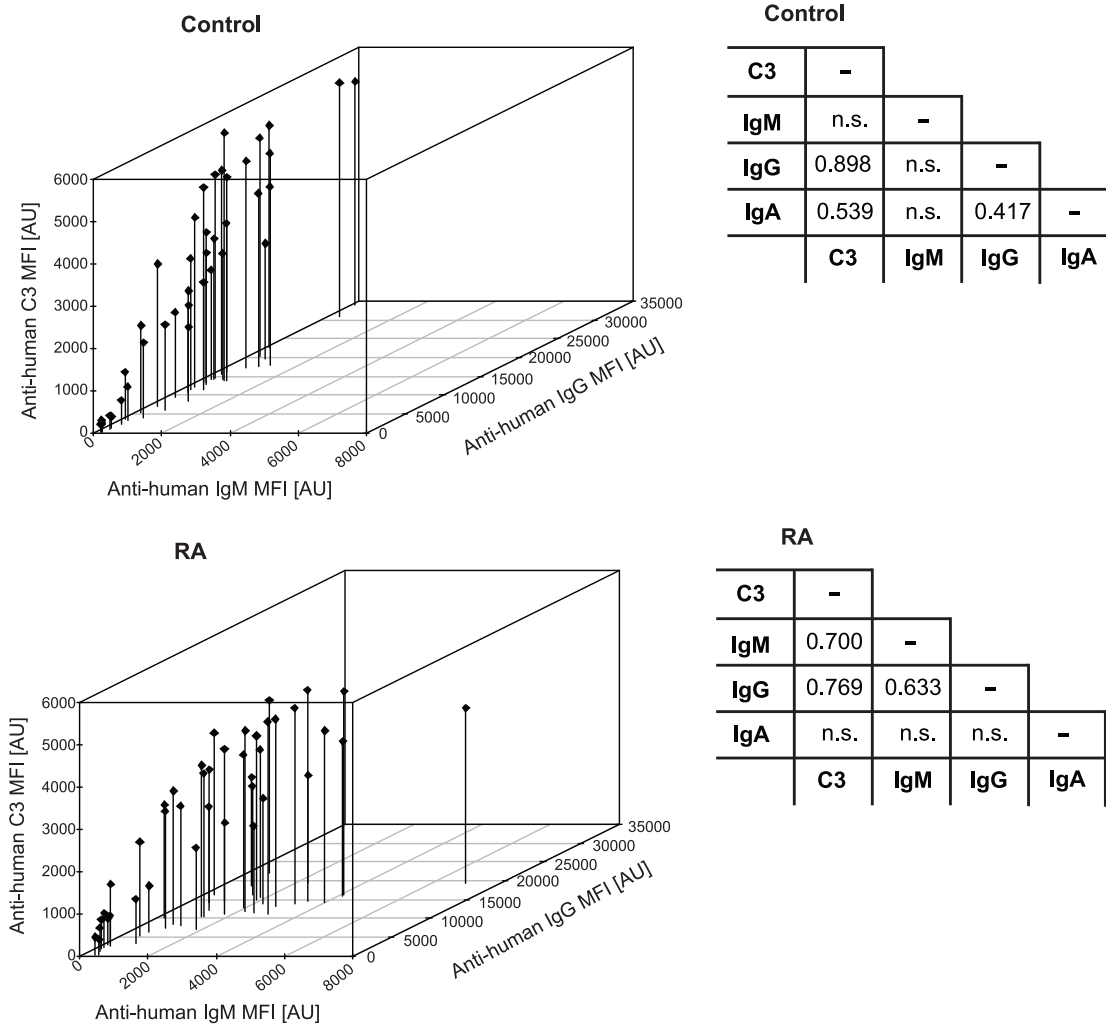 Control
Anti-human C3 MFI [AU]
6000
5000
4000
3000
2000
1000
0
0
2000
4000
6000
8000
Anti-human IgM MFI [AU]
0
5000
10000
15000
20000
25000
30000
35000
Anti-human IgG MFI [AU]
Control
C3 –
IgM n.s. –
IgG 0.898 n.s. –
IgA 0.539 n.s. 0.417 –
C3 IgM IgG IgA
RA
Anti-human C3 MFI [AU]
6000
5000
4000
3000
2000
1000
0
0
2000
4000
6000
8000
Anti-human IgM MFI [AU]
0
5000
10000
15000
20000
25000
30000
35000
Anti-human IgG MFI [AU]
RA
C3 –
IgM 0.700 –
IgG 0.769 0.633 –
IgA n.s. n.s. n.s. –
C3 IgM IgG IgA